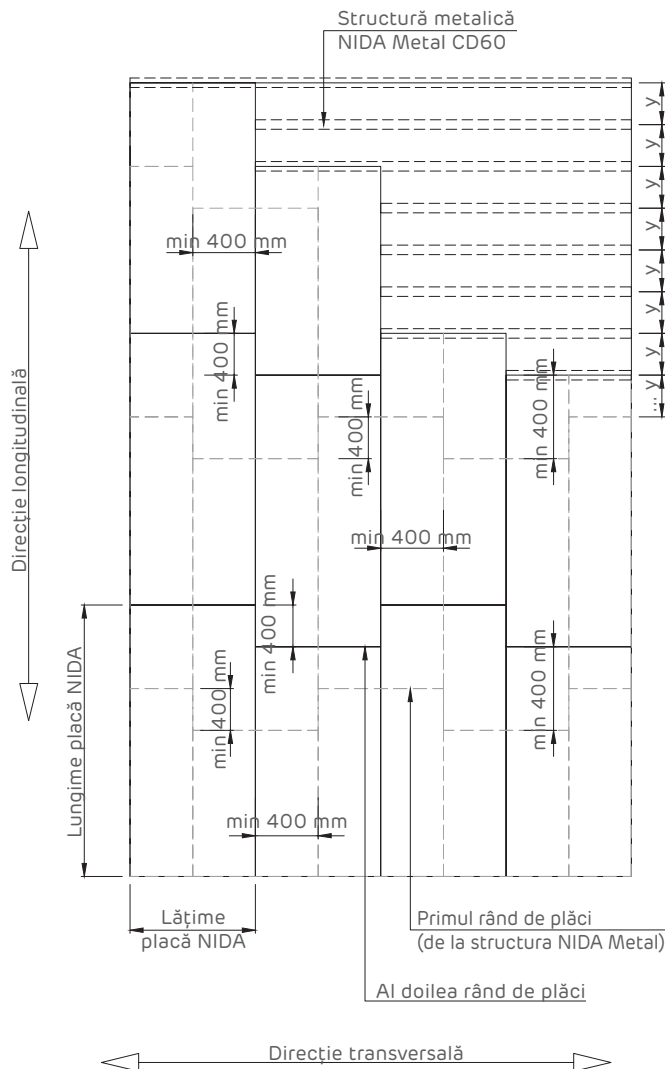 Structură metalică
NIDA Metal CD60
y
y
y
y
y
y
y
... y
min 400 mm
min 400 mm
min 400 mm
min 400 mm
min 400 mm
min 400 mm
min 400 mm
min 400 mm
min 400 mm
min 400 mm
Direcție longitudinală
Lungime placă NIDA
Lățime
placă NIDA
Primul rând de plăci
(de la structura NIDA Metal)
Al doilea rând de plăci
Direcție transversală